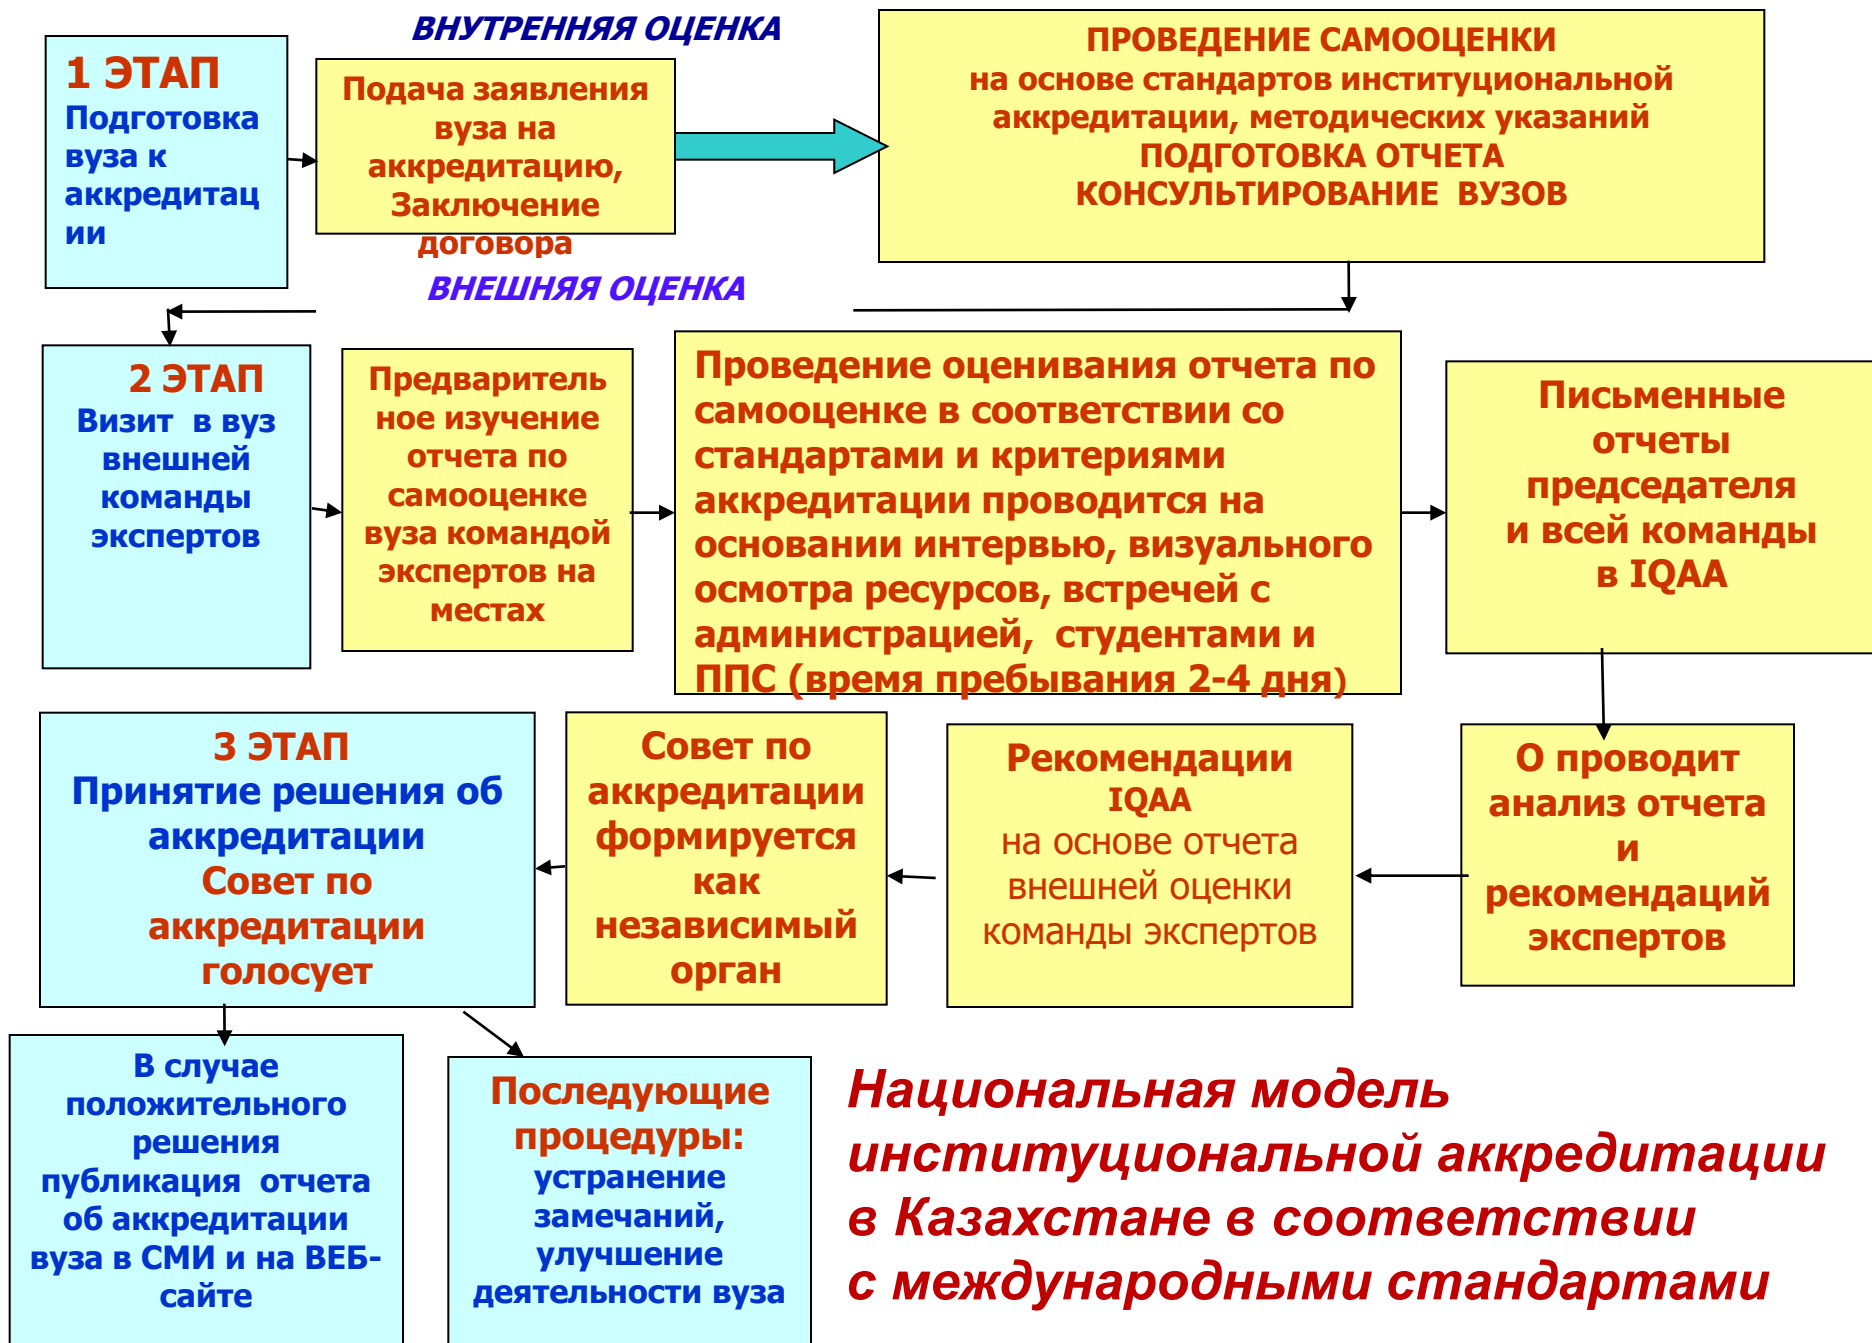 ВНУТРЕННЯЯ ОЦЕНКА
1 ЭТАП
Подготовка
вуза к
аккредитац
ии
Подача заявления
вуза на
аккредитацию,
Заключение
договора
ПРОВЕДЕНИЕ САМООЦЕНКИ
на основе стандартов институциональной
аккредитации, методических указаний
ПОДГОТОВКА ОТЧЕТА
КОНСУЛЬТИРОВАНИЕ ВУЗОВ
ВНЕШНЯЯ ОЦЕНКА
2 ЭТАП
Визит в вуз
внешней
команды
экспертов
Предваритель
ное изучение
отчета по
самооценке
вуза командой
экспертов на
местах
Проведение оценивания отчета по
самооценке в соответствии со
стандартами и критериями
аккредитации проводится на
основании интервью, визуального
осмотра ресурсов, встречей с
администрацией, студентами и
ППС (время пребывания 2-4 дня)
Письменные
отчеты
председателя
и всей команды
в IQAA
3 ЭТАП
Принятие решения об
аккредитации
Совет по
аккредитации
голосует
Совет по
аккредитации
формируется
как
независимый
орган
Рекомендации
IQAA
на основе отчета
внешней оценки
команды экспертов
О проводит
анализ отчета
и
рекомендаций
экспертов
В случае
положительного
решения
публикация отчета
об аккредитации
вуза в СМИ и на ВЕБ-
сайте
Последующие
процедуры:
устранение
замечаний,
улучшение
деятельности вуза
Национальная модель
институциональной аккредитации
в Казахстане в соответствии
с международными стандартами